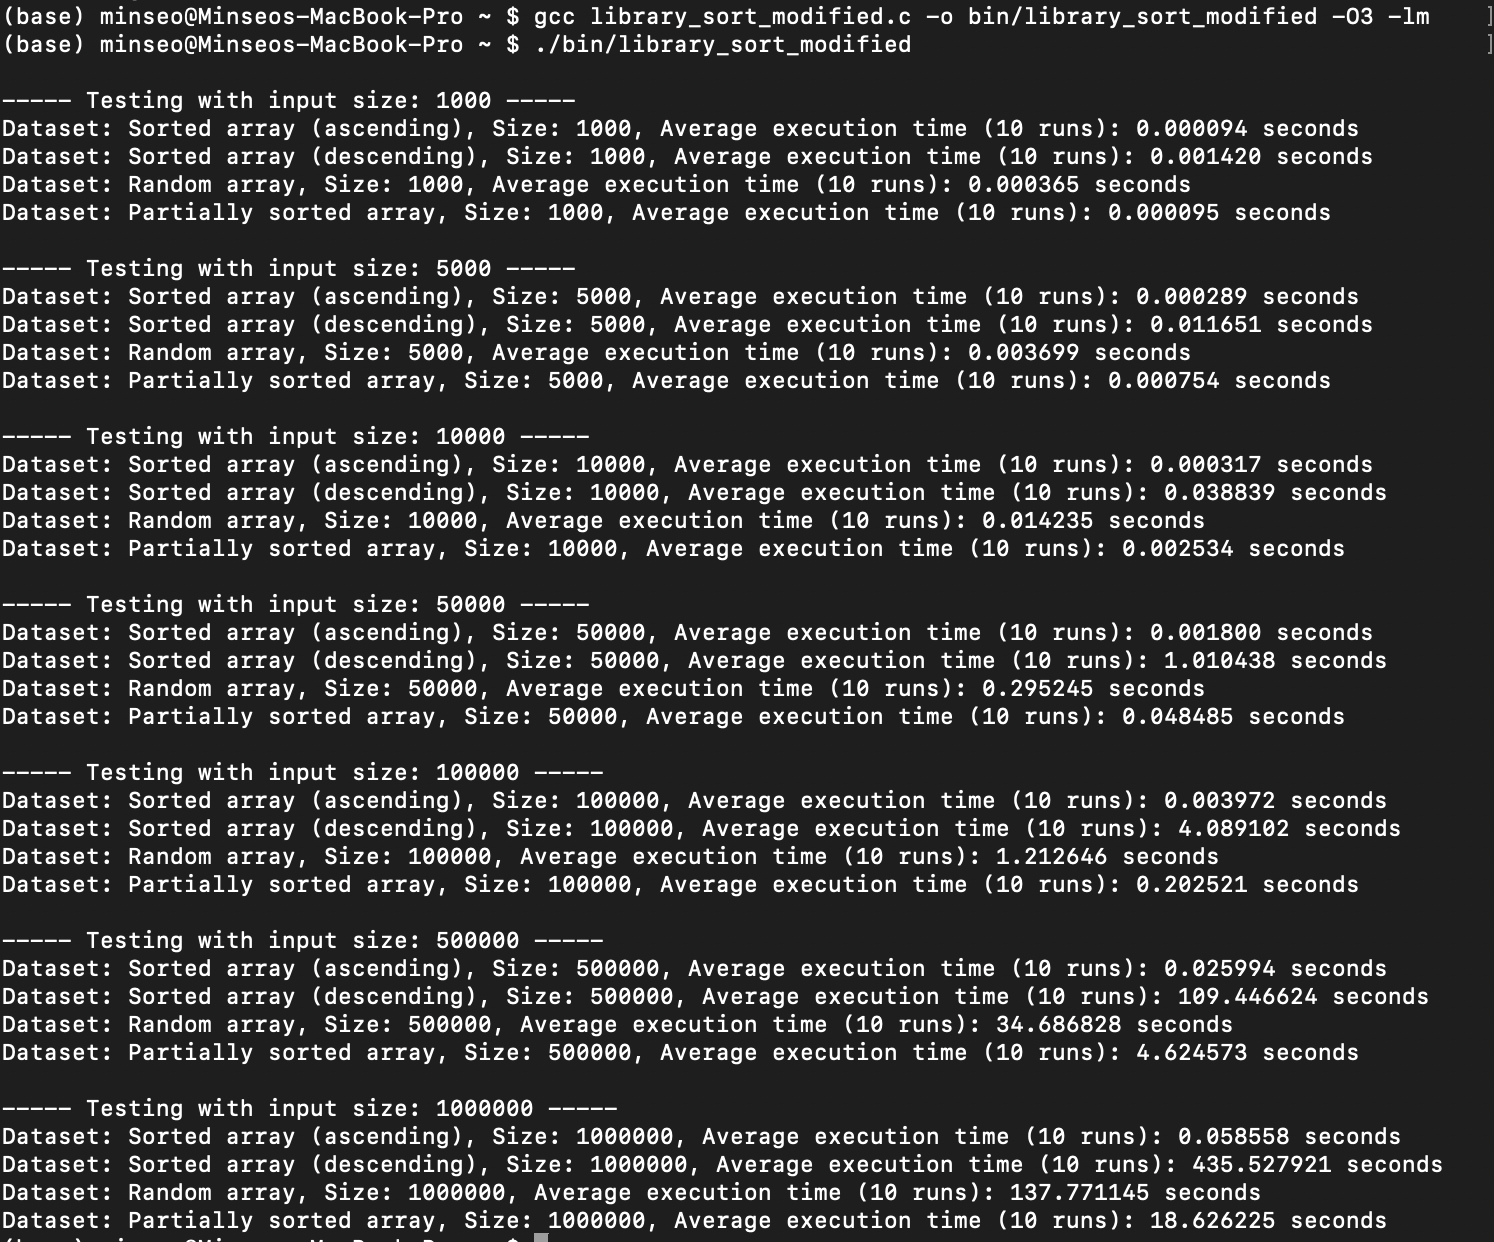 (base) minseo@Minseos-MacBook-Pro ~ $ gcc library_sort_modified.c -o bin/library_sort_modified -O3 -lm ]
(base) minseo@Minseos-MacBook-Pro ~ $ ./bin/library_sort_modified ]
----- Testing with input size: 1000 -----
Dataset: Sorted array (ascending), Size: 1000, Average execution time (10 runs): 0.000094 seconds
Dataset: Sorted array (descending), Size: 1000, Average execution time (10 runs): 0.001420 seconds
Dataset: Random array, Size: 1000, Average execution time (10 runs): 0.000365 seconds
Dataset: Partially sorted array, Size: 1000, Average execution time (10 runs): 0.000095 seconds
----- Testing with input size: 5000 -----
Dataset: Sorted array (ascending), Size: 5000, Average execution time (10 runs): 0.000289 seconds
Dataset: Sorted array (descending), Size: 5000, Average execution time (10 runs): 0.011651 seconds
Dataset: Random array, Size: 5000, Average execution time (10 runs): 0.003699 seconds
Dataset: Partially sorted array, Size: 5000, Average execution time (10 runs): 0.000754 seconds
----- Testing with input size: 10000 -----
Dataset: Sorted array (ascending), Size: 10000, Average execution time (10 runs): 0.000317 seconds
Dataset: Sorted array (descending), Size: 10000, Average execution time (10 runs): 0.038839 seconds
Dataset: Random array, Size: 10000, Average execution time (10 runs): 0.014235 seconds
Dataset: Partially sorted array, Size: 10000, Average execution time (10 runs): 0.002534 seconds
----- Testing with input size: 50000 -----
Dataset: Sorted array (ascending), Size: 50000, Average execution time (10 runs): 0.001800 seconds
Dataset: Sorted array (descending), Size: 50000, Average execution time (10 runs): 1.010438 seconds
Dataset: Random array, Size: 50000, Average execution time (10 runs): 0.295245 seconds
Dataset: Partially sorted array, Size: 50000, Average execution time (10 runs): 0.048485 seconds
----- Testing with input size: 100000 -----
Dataset: Sorted array (ascending), Size: 100000, Average execution time (10 runs): 0.003972 seconds
Dataset: Sorted array (descending), Size: 100000, Average execution time (10 runs): 4.089102 seconds
Dataset: Random array, Size: 100000, Average execution time (10 runs): 1.212646 seconds
Dataset: Partially sorted array, Size: 100000, Average execution time (10 runs): 0.202521 seconds
----- Testing with input size: 500000 -----
Dataset: Sorted array (ascending), Size: 500000, Average execution time (10 runs): 0.025994 seconds
Dataset: Sorted array (descending), Size: 500000, Average execution time (10 runs): 109.446624 seconds
Dataset: Random array, Size: 500000, Average execution time (10 runs): 34.686828 seconds
Dataset: Partially sorted array, Size: 500000, Average execution time (10 runs): 4.624573 seconds
----- Testing with input size: 1000000 -----
Dataset: Sorted array (ascending), Size: 1000000, Average execution time (10 runs): 0.058558 seconds
Dataset: Sorted array (descending), Size: 1000000, Average execution time (10 runs): 435.527921 seconds
Dataset: Random array, Size: 1000000, Average execution time (10 runs): 137.771145 seconds
Dataset: Partially sorted array, Size: 1000000, Average execution time (10 runs): 18.626225 seconds